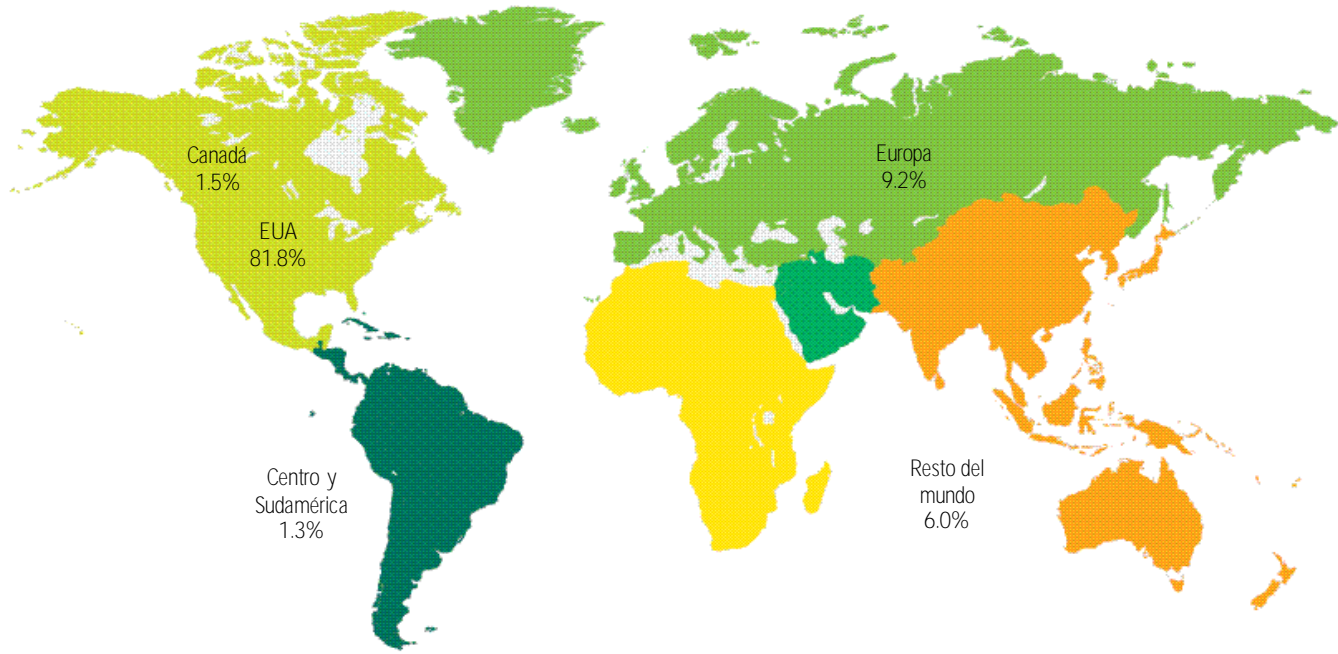 Canadá
1.5%
EUA
81.8%
Europa
9.2%
Centro y
Sudamérica
1.3%
Resto del
mundo
6.0%